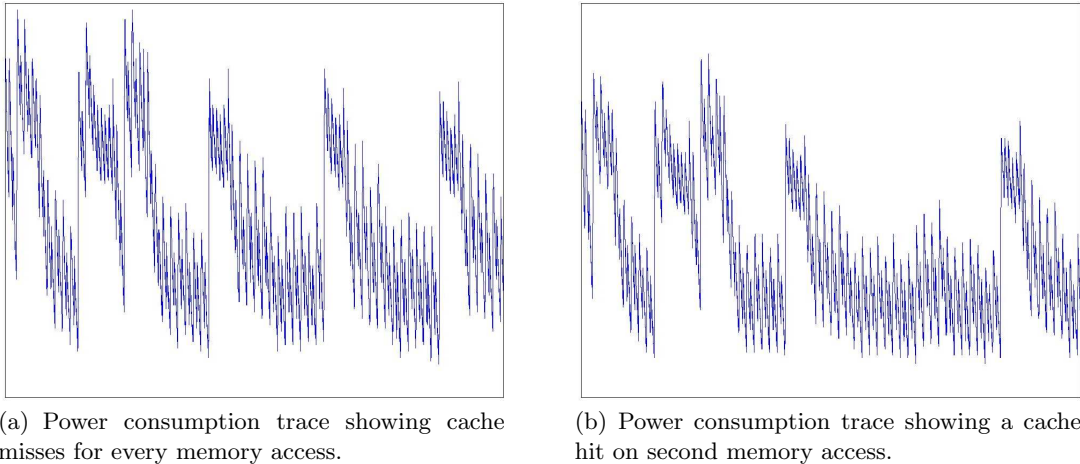 (a) Power consumption trace showing cache
misses for every memory access.
(b) Power consumption trace showing a cache
hit on second memory access.